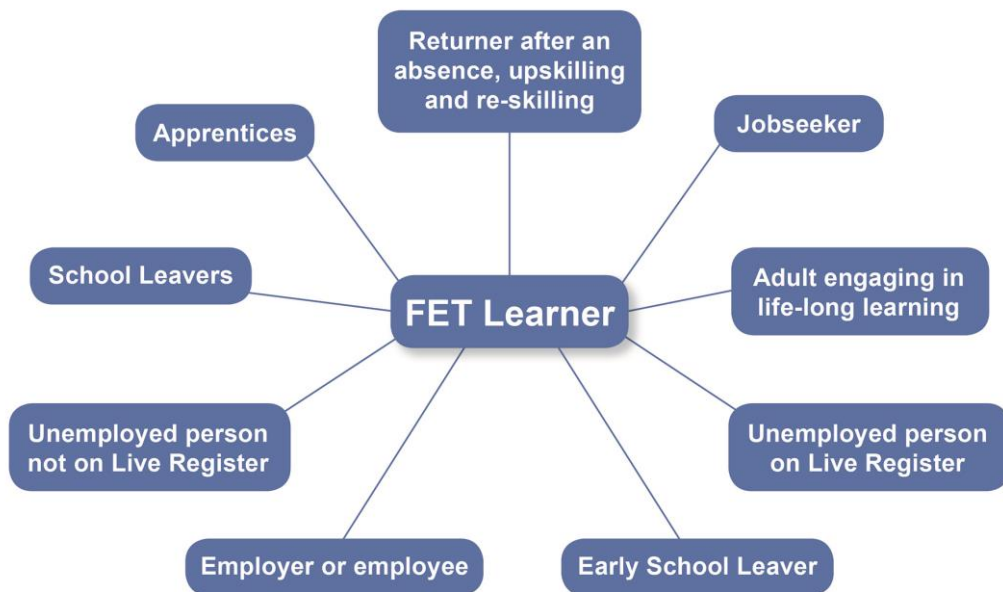 Returner after an
absence, upskilling
and re-skilling
Apprentices
Jobseeker
School Leavers
FET Learner
Adult engaging in
life-long learning
Unemployed person
not on Live Register
Unemployed person
on Live Register
Employer or employee
Early School Leaver